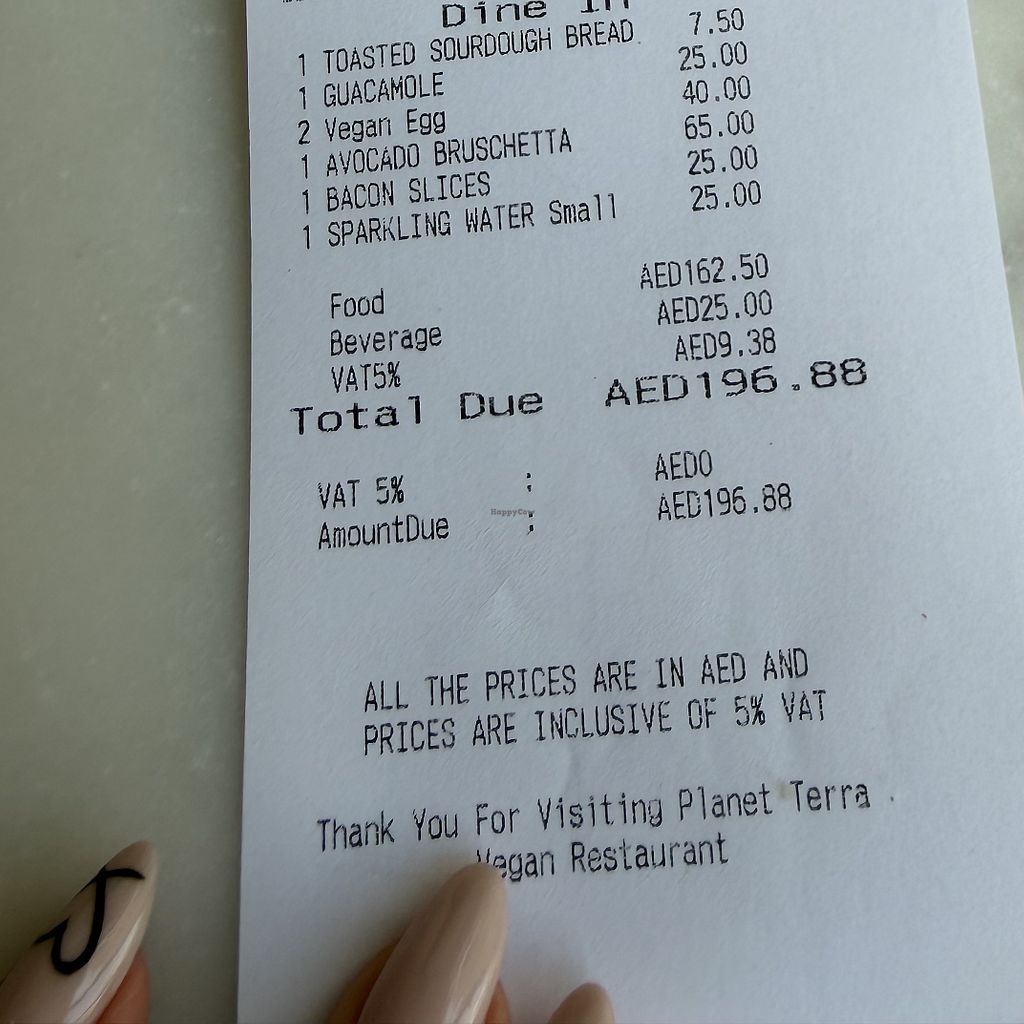 Dine In
1 TOASTED SOURDOUGH BREAD 7.50
1 GUACAMOLE 25.00
2 Vegan Egg 40.00
1 AVOCADO BRUSCHETTA 65.00
1 BACON SLICES 25.00
1 SPARKLING WATER Small 25.00
Food AED162.50
Beverage AED25.00
VAT5% AED9.38
Total Due AED196.88
VAT 5% : AED0
AmountDue : AED196.88
HappyCow
ALL THE PRICES ARE IN AED AND
PRICES ARE INCLUSIVE OF 5% VAT
Thank You For Visiting Planet Terra .
Vegan Restaurant